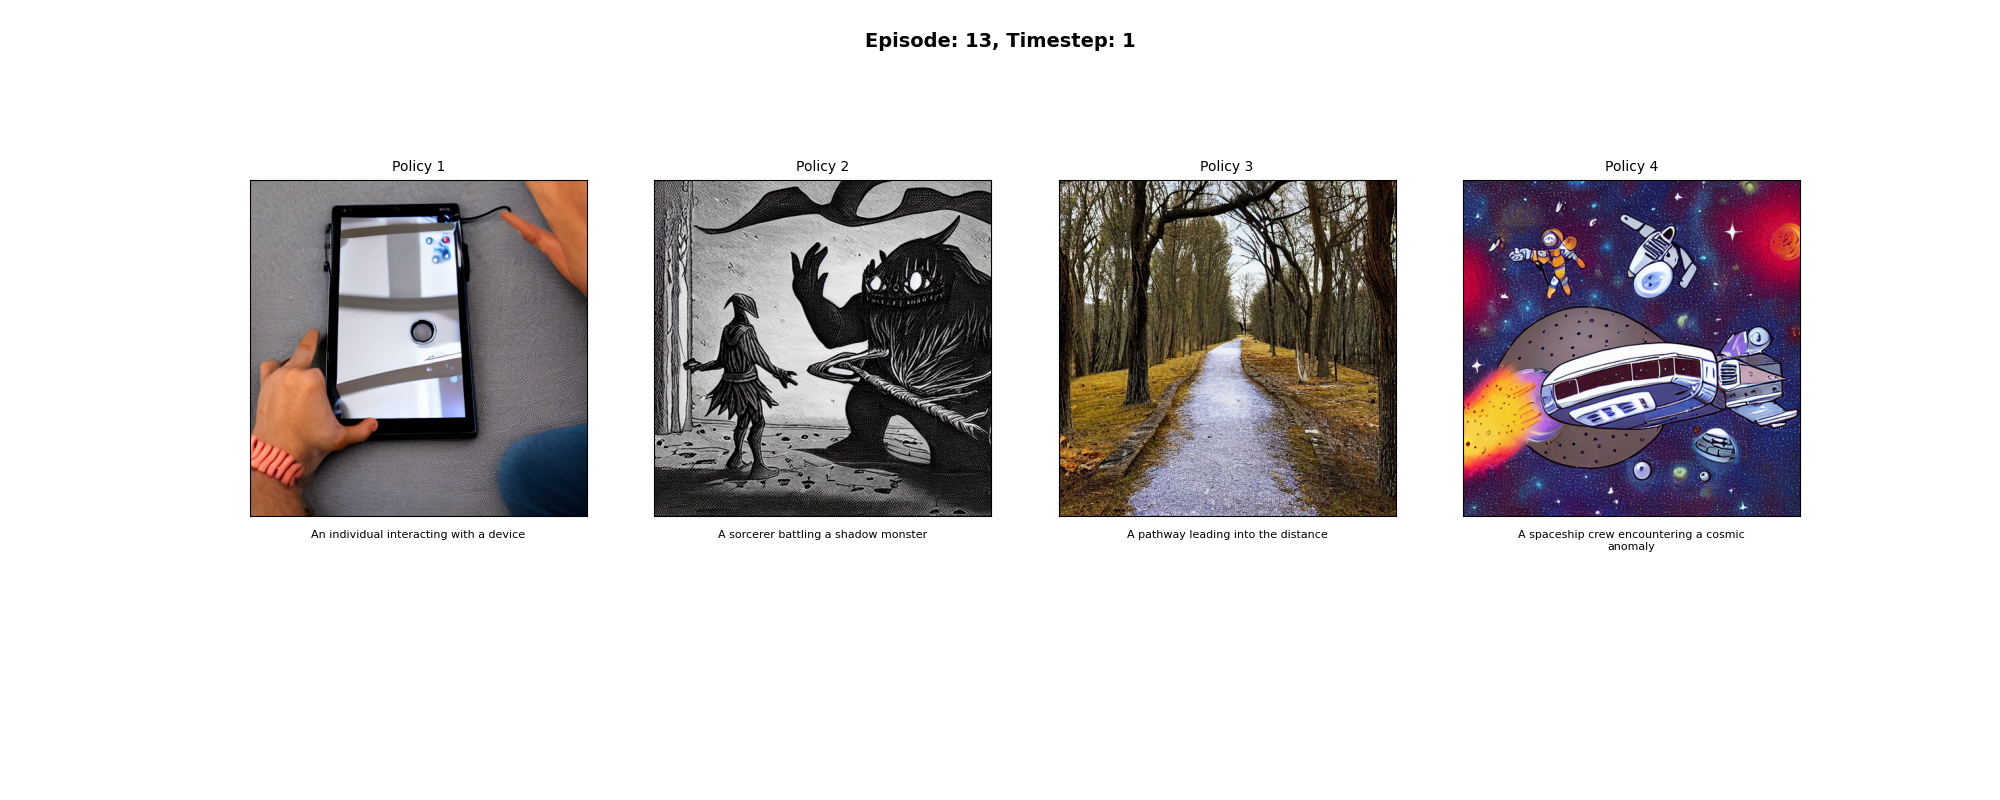 Episode: 13, Timestep: 1
Policy 1
Policy 2
Policy 3
Policy 4
An individual interacting with a device
A sorcerer battling a shadow monster
A pathway leading into the distance
A spaceship crew encountering a cosmic
anomaly